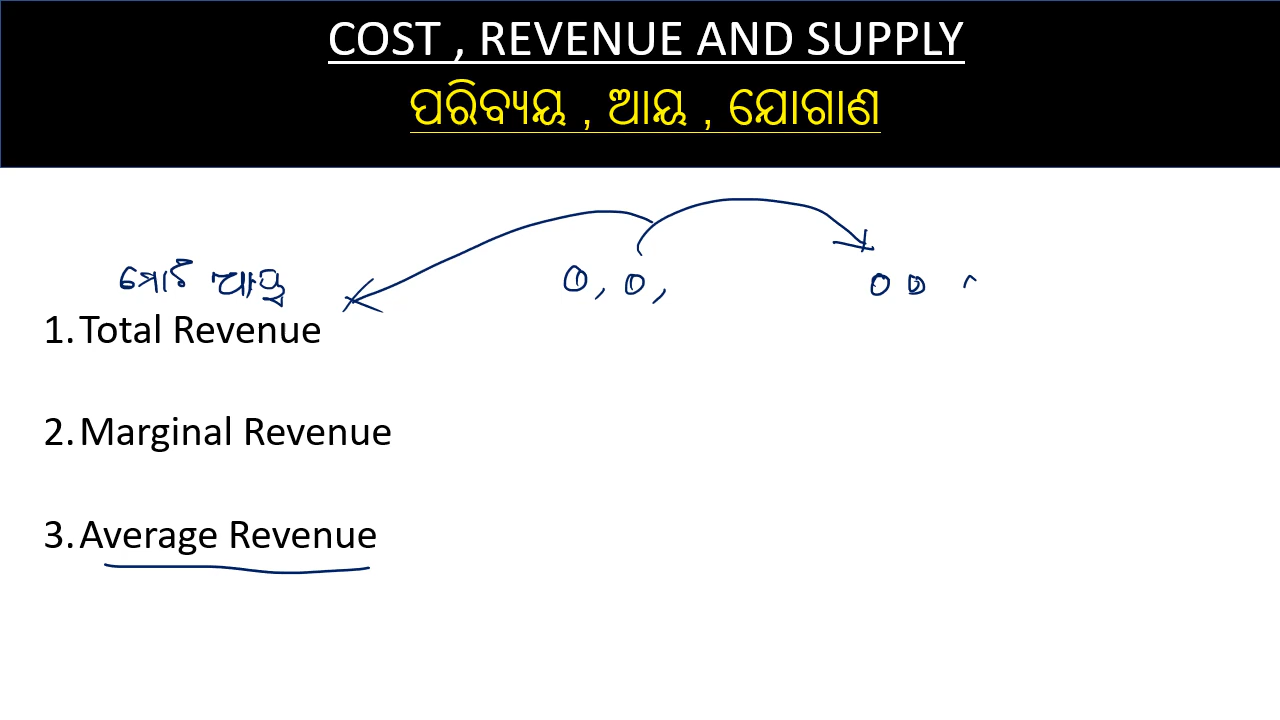 COST , REVENUE AND SUPPLY
ପରିବ୍ୟୟ , ଆୟ , ଯୋଗାଣ
ମୋଟ ଆୟ
1. Total Revenue
2. Marginal Revenue
3. Average Revenue